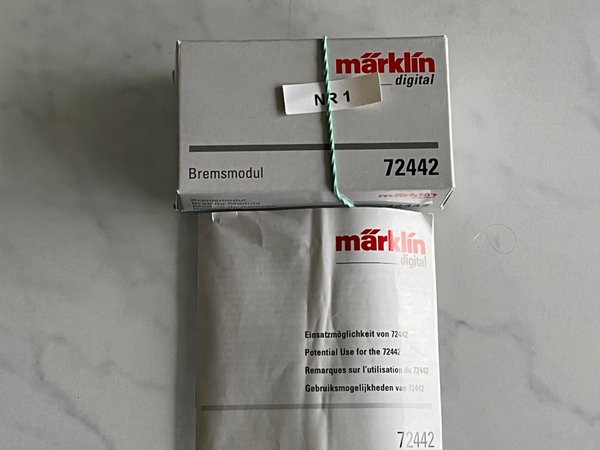 märklin
digital
NR 1
Bremsmodul
72442
Bremsmodul
märklin
digital
Einsatzmöglichkeit von 72442
Potential Use for the 72442
Remarques sur l'utilisation du 72442
Gebruiksmogelijkheden van 72442
72442